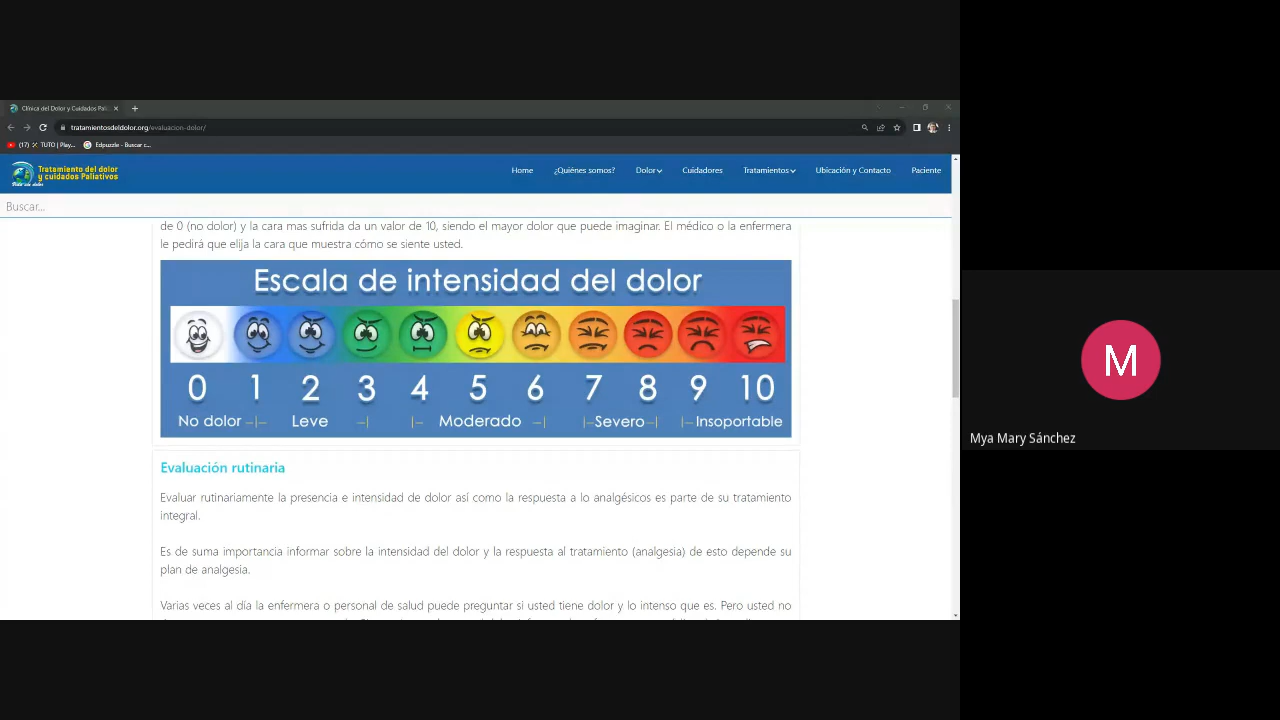 Clínica del Dolor y Cuidados Pali
tratamientosdeldolor.org/evaluacion-dolor/
(17) TUTO | Play...
Edpuzzle - Buscar c...
Tratamiento del dolor
y cuidados Paliativos
Home ¿Quiénes somos? Dolor Cuidadores Tratamientos Ubicación y Contacto Paciente
Buscar...
de 0 (no dolor) y la cara mas sufrida da un valor de 10, siendo el mayor dolor que puede imaginar. El médico o la enfermera
le pedirá que elija la cara que muestra cómo se siente usted.
Escala de intensidad del dolor
0 1 2 3 4 5 6 7 8 9 10
No dolor Leve Moderado Severo Insoportable
Evaluación rutinaria
Evaluar rutinariamente la presencia e intensidad de dolor así como la respuesta a lo analgésicos es parte de su tratamiento
integral.
Es de suma importancia informar sobre la intensidad del dolor y la respuesta al tratamiento (analgesia) de esto depende su
plan de analgesia.
Varias veces al día la enfermera o personal de salud puede preguntar si usted tiene dolor y lo intenso que es. Pero usted no
M
Mya Mary Sánchez